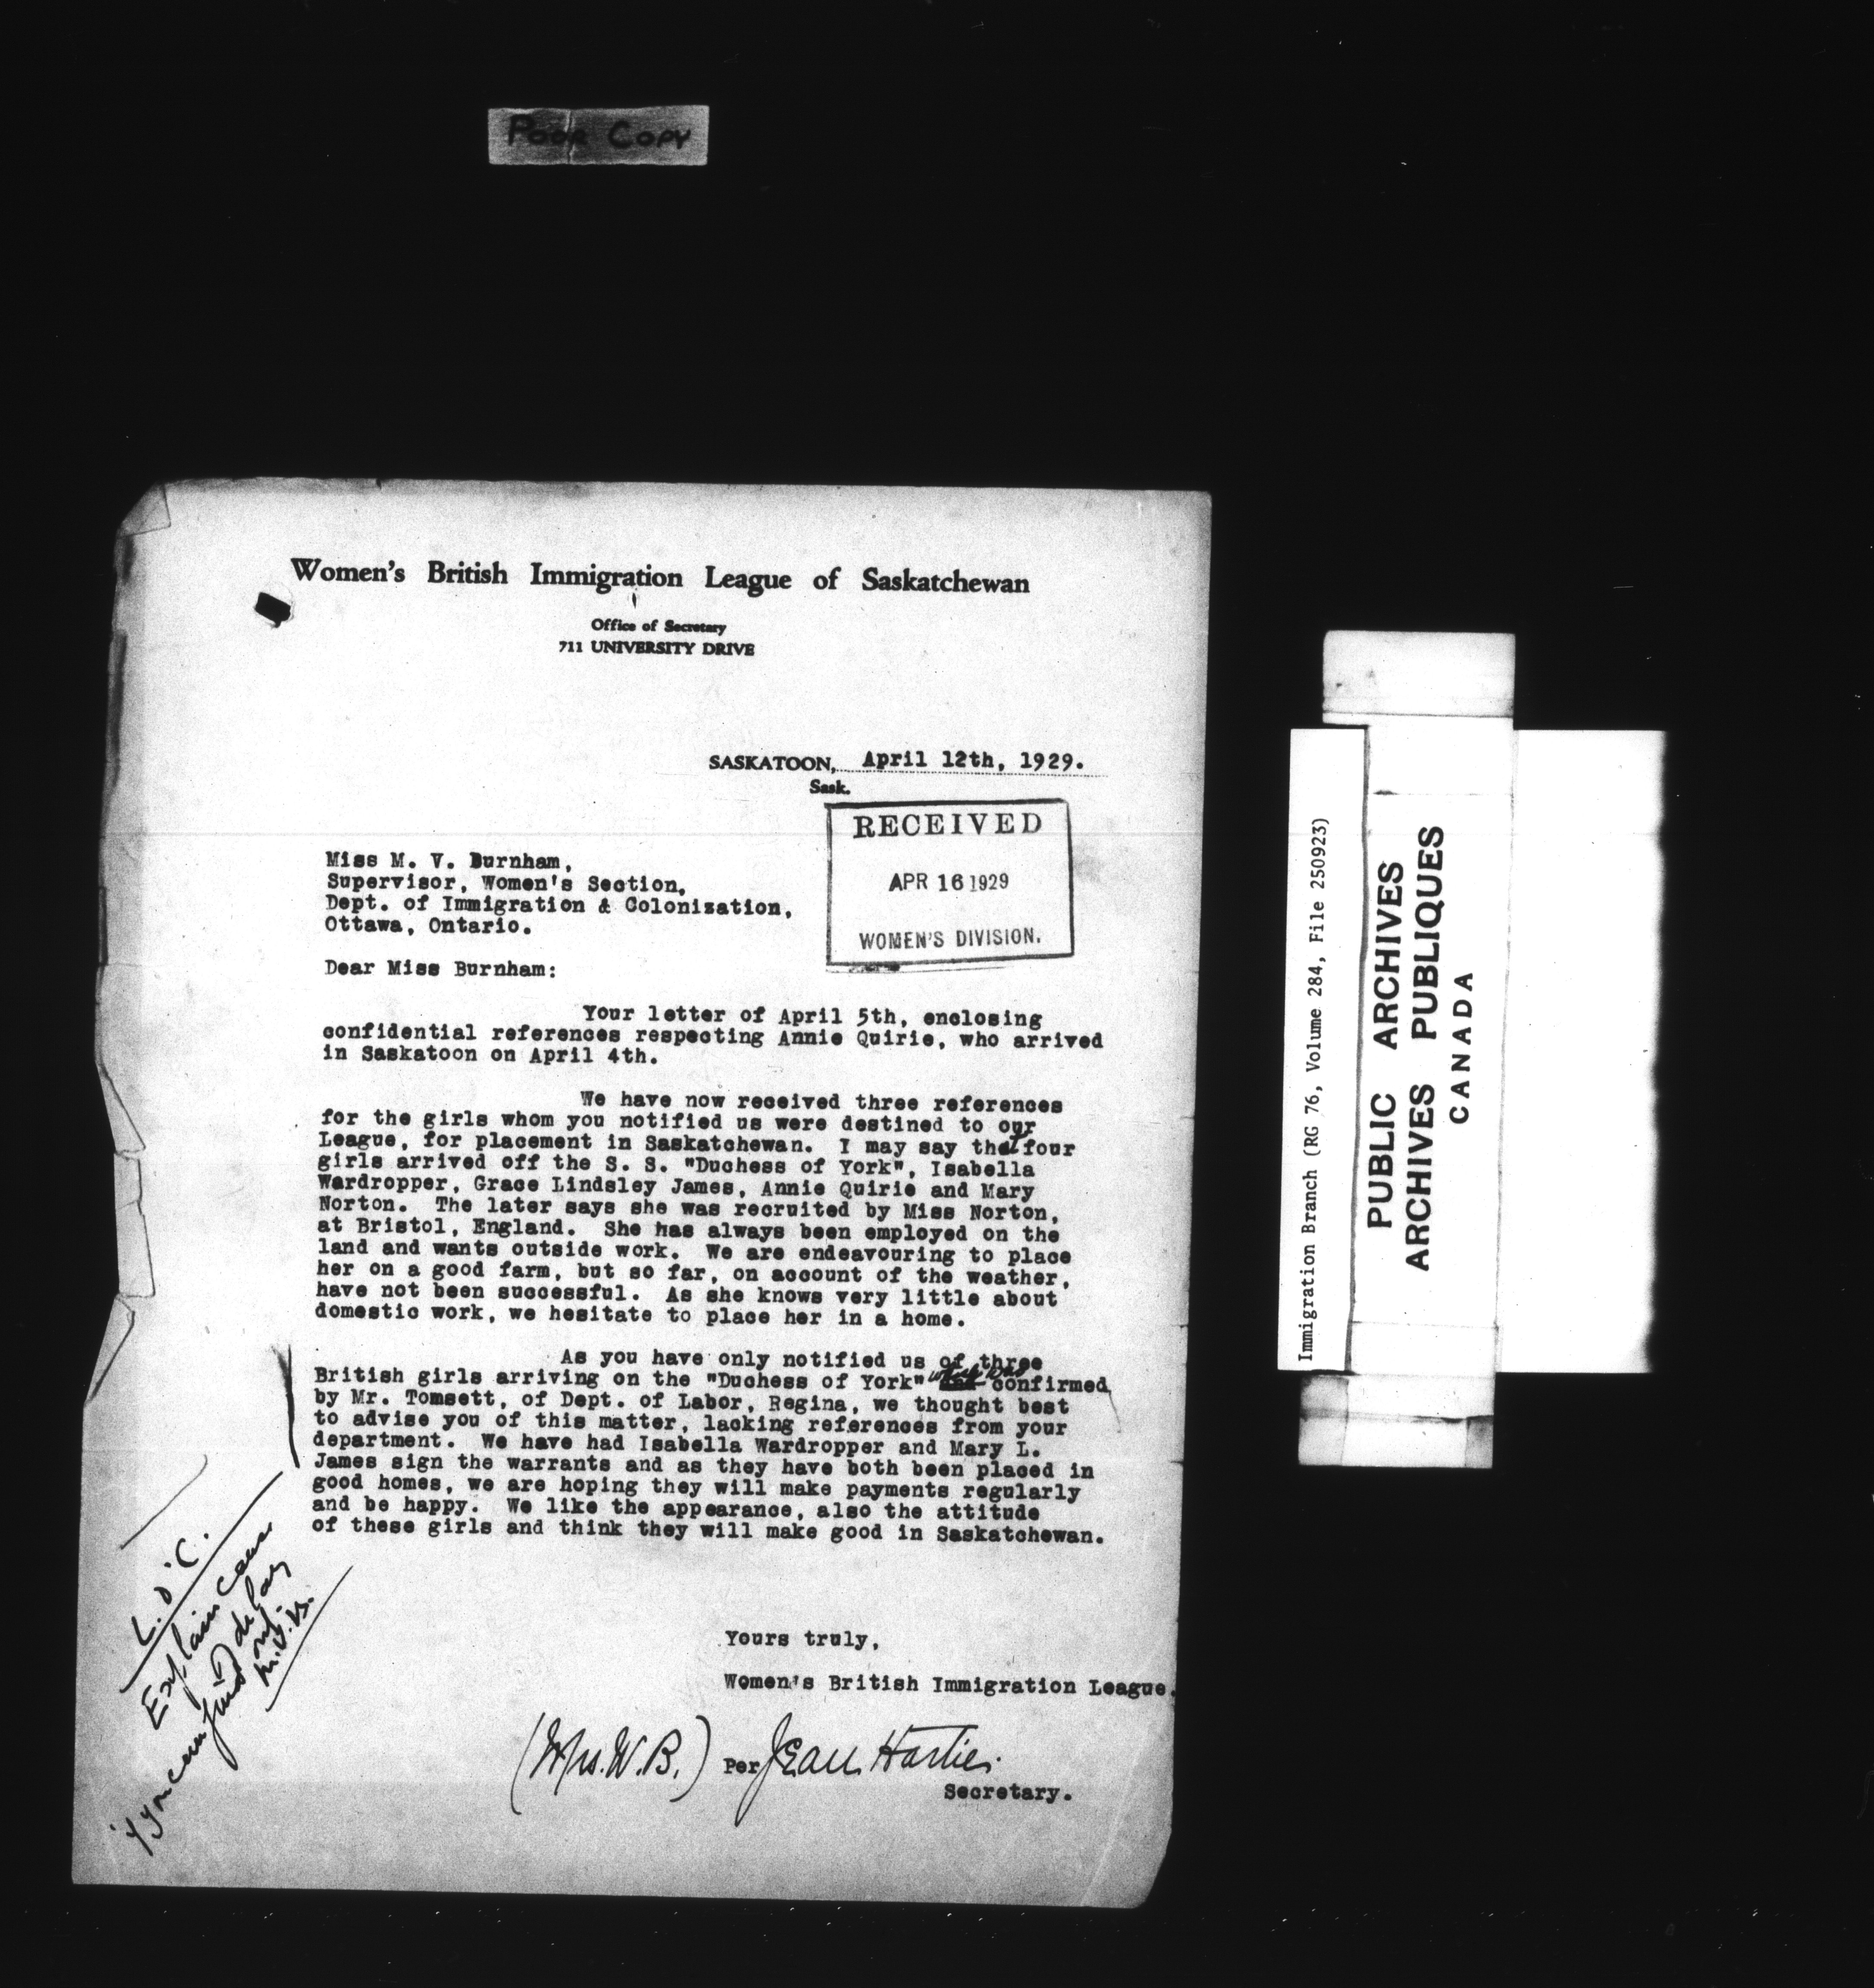 Poor Copy
Women's British Immigration League of Saskatchewan
Office of Secretary
711 UNIVERSITY DRIVE
SASKATOON, April 12th, 1929.
Sask.
RECEIVED
APR 16 1929
WOMEN'S DIVISION.
Miss M. V. Burnham,
Supervisor, Women's Section,
Dept. of Immigration & Colonization,
Ottawa, Ontario.
Dear Miss Burnham:
Your letter of April 5th, enclosing
confidential references respecting Annie Quirie, who arrived
in Saskatoon on April 4th.
We have now received three references
for the girls whom you notified us were destined to our
League, for placement in Saskatchewan. I may say that four
girls arrived off the S. S. "Duchess of York", Isabella
Wardropper, Grace Lindsley James, Annie Quirie and Mary
Norton. The later says she was recruited by Miss Norton,
at Bristol, England. She has always been employed on the
land and wants outside work. We are endeavouring to place
her on a good farm, but so far, on account of the weather,
have not been successful. As she knows very little about
domestic work, we hesitate to place her in a home.
As you have only notified us of three
British girls arriving on the "Duchess of York" which was confirmed
by Mr. Tomsett, of Dept. of Labor, Regina, we thought best
to advise you of this matter, lacking references from your
department. We have had Isabella Wardropper and Mary L.
James sign the warrants and as they have both been placed in
good homes, we are hoping they will make payments regularly
and be happy. We like the appearance, also the attitude
of these girls and think they will make good in Saskatchewan.
L. O'C.
Explain cause
delay
if you can find out
M.V.B.
Yours truly,
Women's British Immigration League.
(Mrs. W. B.) Per Jean Hartie.
Secretary.
Immigration Branch (RG 76, Volume 284, File 250923)
PUBLIC ARCHIVES
ARCHIVES PUBLIQUES
CANADA